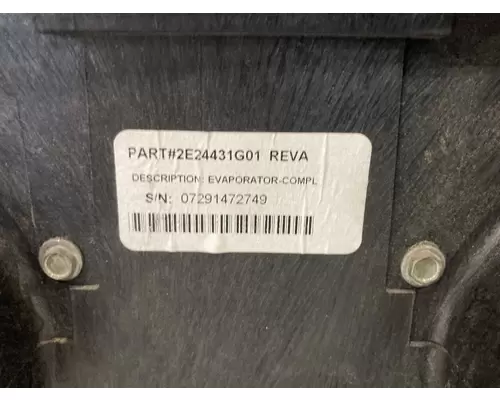 PART#2E24431G01 REVA
DESCRIPTION: EVAPORATOR-COMPL
S/N: 07291472749